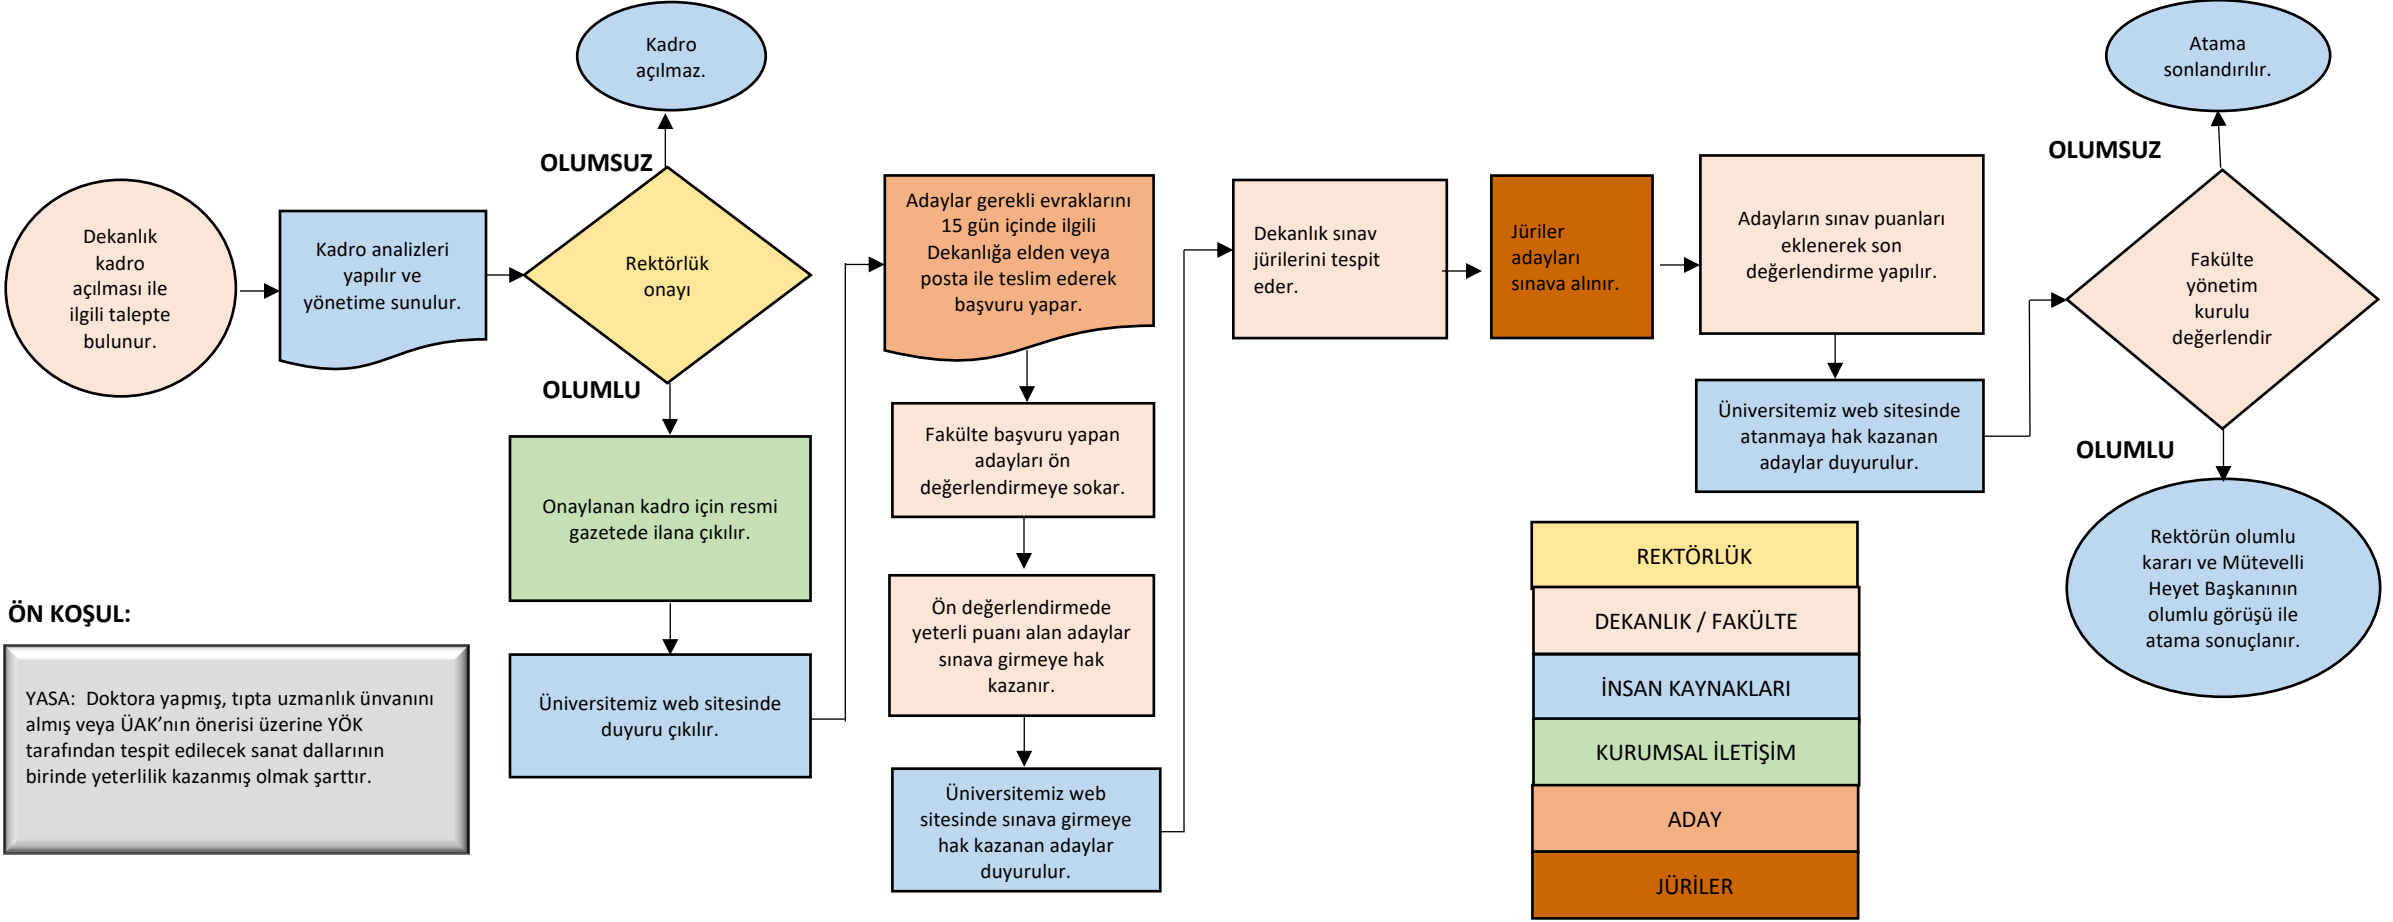 Dekanlık
kadro
açılması ile
ilgili talepte
bulunur.
Kadro analizleri
yapılır ve
yönetime sunulur.
Rektörlük
onayı
OLUMSUZ
Kadro
açılmaz.
OLUMLU
Onaylanan kadro için resmi
gazetede ilana çıkılır.
Üniversitemiz web sitesinde
duyuru çıkılır.
Adaylar gerekli evraklarını
15 gün içinde ilgili
Dekanlığa elden veya
posta ile teslim ederek
başvuru yapar.
Fakülte başvuru yapan
adayları ön
değerlendirmeye sokar.
Ön değerlendirmede
yeterli puanı alan adaylar
sınava girmeye hak
kazanır.
Üniversitemiz web
sitesinde sınava girmeye
hak kazanan adaylar
duyurulur.
Dekanlık sınav
jürilerini tespit
eder.
Jüriler
adayları
sınava alınır.
Adayların sınav puanları
eklenerek son
değerlendirme yapılır.
Üniversitemiz web sitesinde
atanmaya hak kazanan
adaylar duyurulur.
Fakülte
yönetim
kurulu
değerlendir
OLUMSUZ
Atama
sonlandırılır.
OLUMLU
Rektörün olumlu
kararı ve Mütevelli
Heyet Başkanının
olumlu görüşü ile
atama sonuçlanır.
ÖN KOŞUL:
YASA:  Doktora yapmış, tıpta uzmanlık ünvanını
almış veya ÜAK’nın önerisi üzerine YÖK
tarafından tespit edilecek sanat dallarının
birinde yeterlilik kazanmış olmak şarttır.
REKTÖRLÜK
DEKANLIK / FAKÜLTE
İNSAN KAYNAKLARI
KURUMSAL İLETİŞİM
ADAY
JÜRİLER